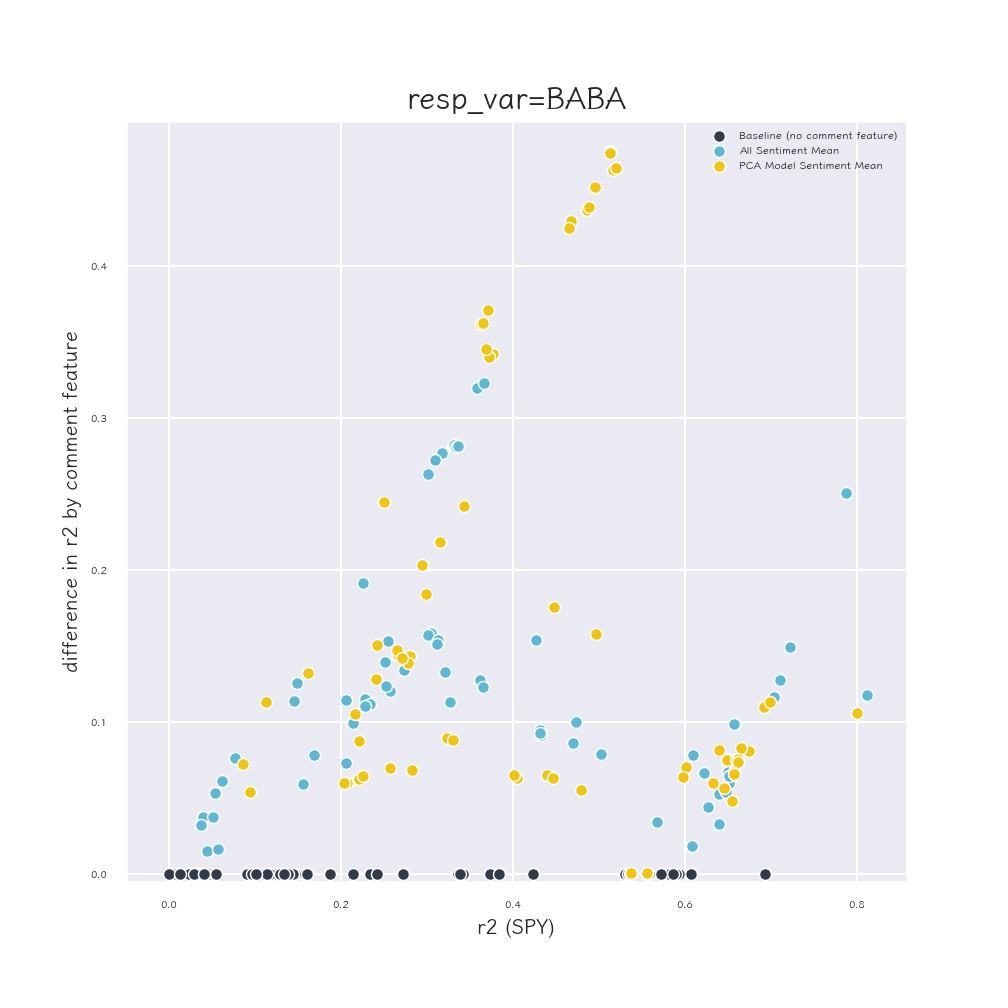 resp_var=BABA
Baseline (no comment feature)
All Sentiment Mean
PCA Model Sentiment Mean
difference in r2 by comment feature
0.4
0.3
0.2
0.1
0.0
0.0 0.2 0.4 0.6 0.8
r2 (SPY)